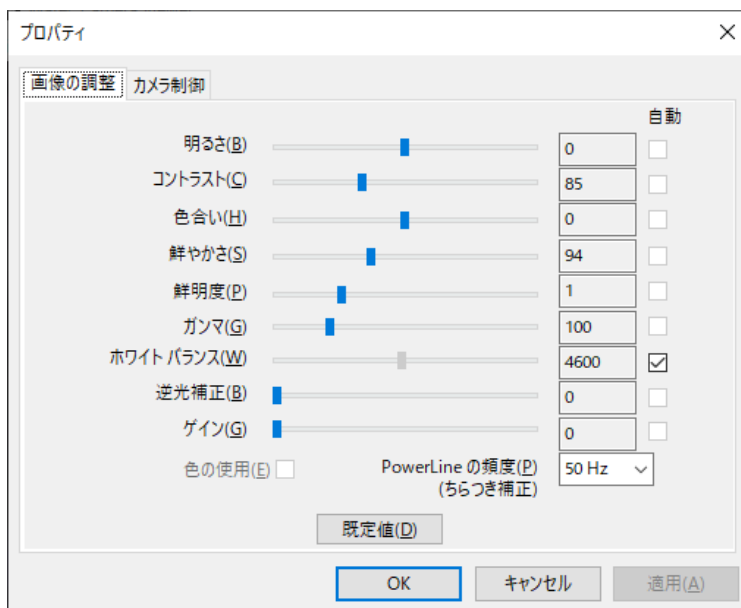 プロパティ
画像の調整 カメラ制御
自動
明るさ(B) 0
コントラスト(C) 85
色合い(H) 0
鮮やかさ(S) 94
鮮明度(P) 1
ガンマ(G) 100
ホワイト バランス(W) 4600
逆光補正(B) 0
ゲイン(G) 0
色の使用(E) PowerLine の頻度(P) 50 Hz
(ちらつき補正)
既定値(D)
OK キャンセル 適用(A)